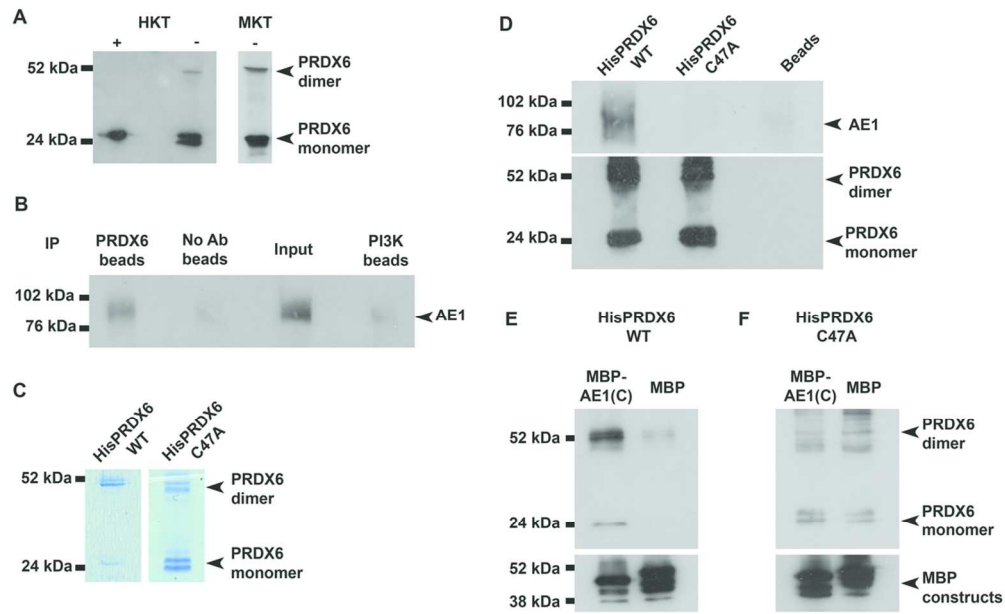 A
HKT
MKT
+
-
-
52 kDa
PRDX6
dimer
24 kDa
PRDX6
monomer
B
IP
PRDX6
beads
No Ab
beads
Input
PI3K
beads
102 kDa
76 kDa
AE1
C
HisPRDX6
WT
HisPRDX6
C47A
52 kDa
PRDX6
dimer
24 kDa
PRDX6
monomer
D
HisPRDX6
WT
HisPRDX6
C47A
Beads
102 kDa
76 kDa
AE1
52 kDa
PRDX6
dimer
24 kDa
PRDX6
monomer
E
HisPRDX6
WT
MBP-
AE1(C)
MBP
52 kDa
24 kDa
52 kDa
38 kDa
F
HisPRDX6
C47A
MBP-
AE1(C)
MBP
PRDX6
dimer
PRDX6
monomer
MBP
constructs